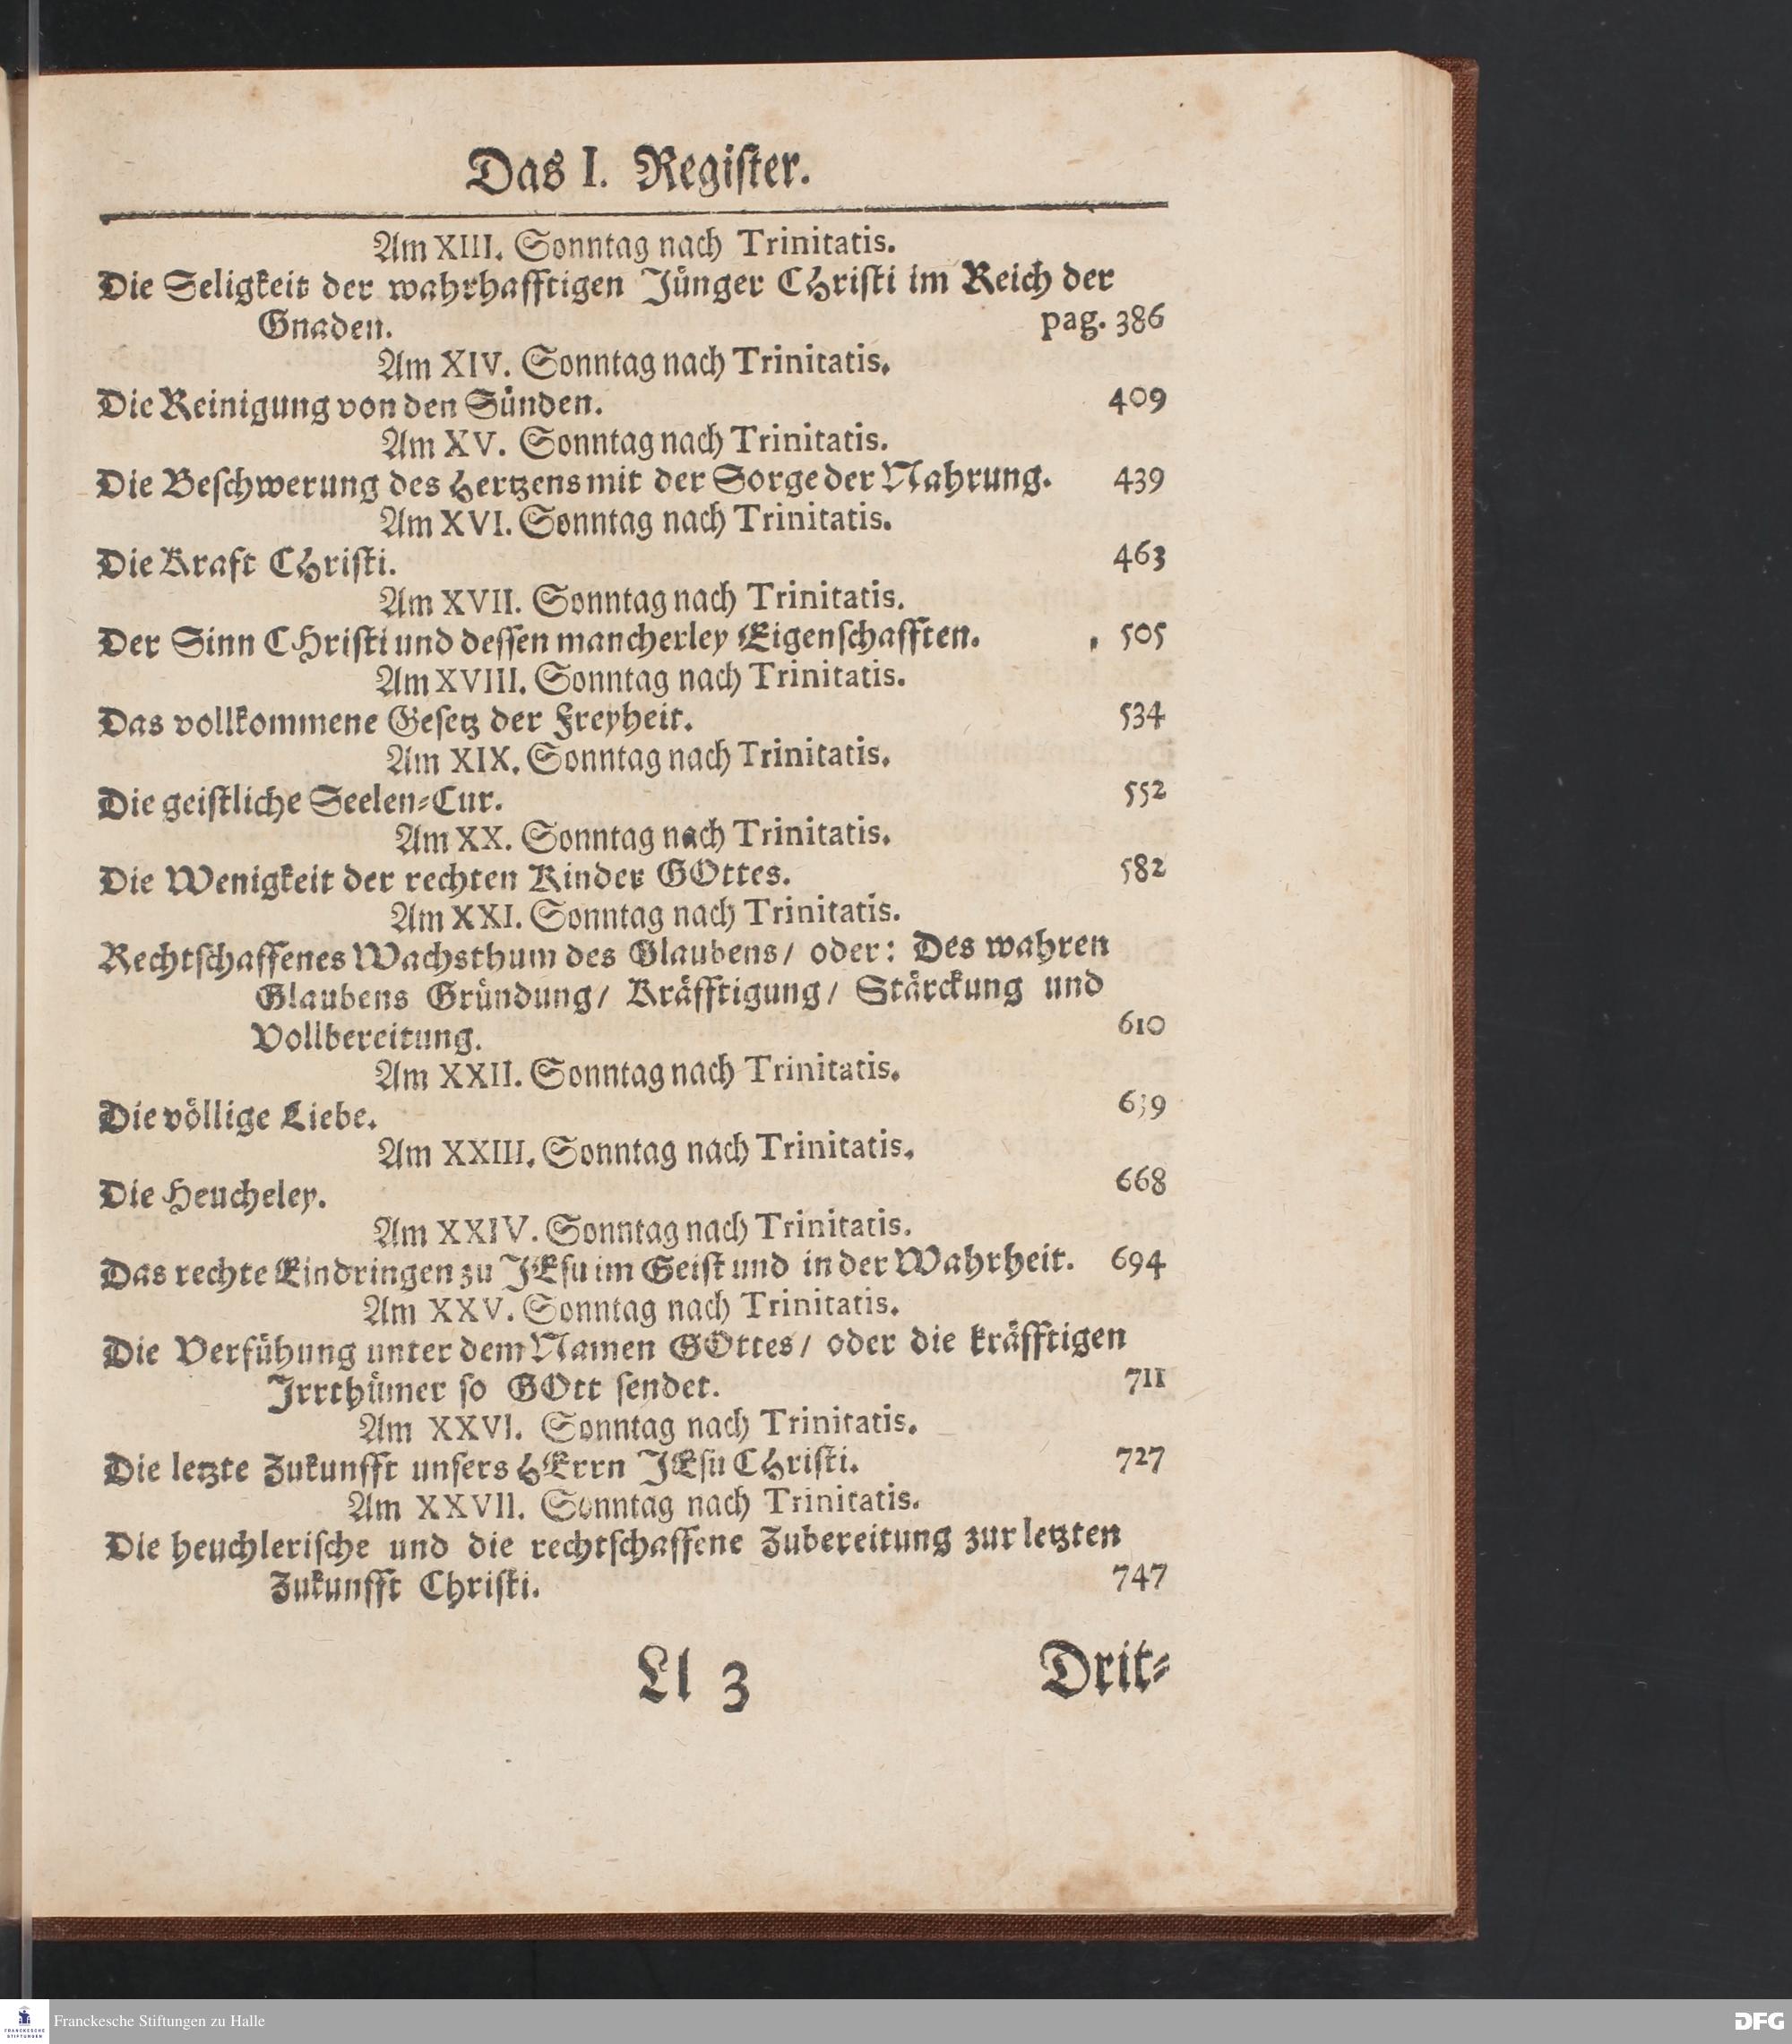 Das I. Register.
Am XIII. Sonntag nach Trinitatis.
Die Seligkeit der wahrhafftigen Jünger CHristi im Reich der
Gnaden. pag. 386
Am XIV. Sonntag nach Trinitatis.
Die Reinigung von den Sünden. 409
Am XV. Sonntag nach Trinitatis.
Die Beschwerung des Hertzens mit der Sorge der Nahrung. 439
Am XVI. Sonntag nach Trinitatis.
Die Kraft CHristi. 463
Am XVII. Sonntag nach Trinitatis.
Der Sinn CHristi und dessen mancherley Eigenschafften. 505
Am XVIII. Sonntag nach Trinitatis.
Das vollkommene Gesetz der Freyheit. 534
Am XIX. Sonntag nach Trinitatis.
Die geistliche Seelen-Cur. 552
Am XX. Sonntag nach Trinitatis.
Die Wenigkeit der rechten Kinder GOttes. 582
Am XXI. Sonntag nach Trinitatis.
Rechtschaffenes Wachsthum des Glaubens/ oder: Des wahren
Glaubens Gründung/ Kräfftigung/ Stärckung und
Vollbereitung. 610
Am XXII. Sonntag nach Trinitatis.
Die völlige Liebe. 639
Am XXIII. Sonntag nach Trinitatis.
Die Heucheley. 668
Am XXIV. Sonntag nach Trinitatis.
Das rechte Eindringen zu JEsu im Geist und in der Wahrheit. 694
Am XXV. Sonntag nach Trinitatis.
Die Verfühung unter dem Namen GOttes/ oder die kräfftigen
Irrthümer so GOtt sendet. 711
Am XXVI. Sonntag nach Trinitatis.
Die letzte Zukunfft unsers HErrn JEsu CHristi. 727
Am XXVII. Sonntag nach Trinitatis.
Die heuchlerische und die rechtschaffene Zubereitung zur letzten
Zukunfft Christi. 747
Ll 3 Drit-
FRANCKESCHE STIFTUNGEN
Franckesche Stiftungen zu Halle
DFG